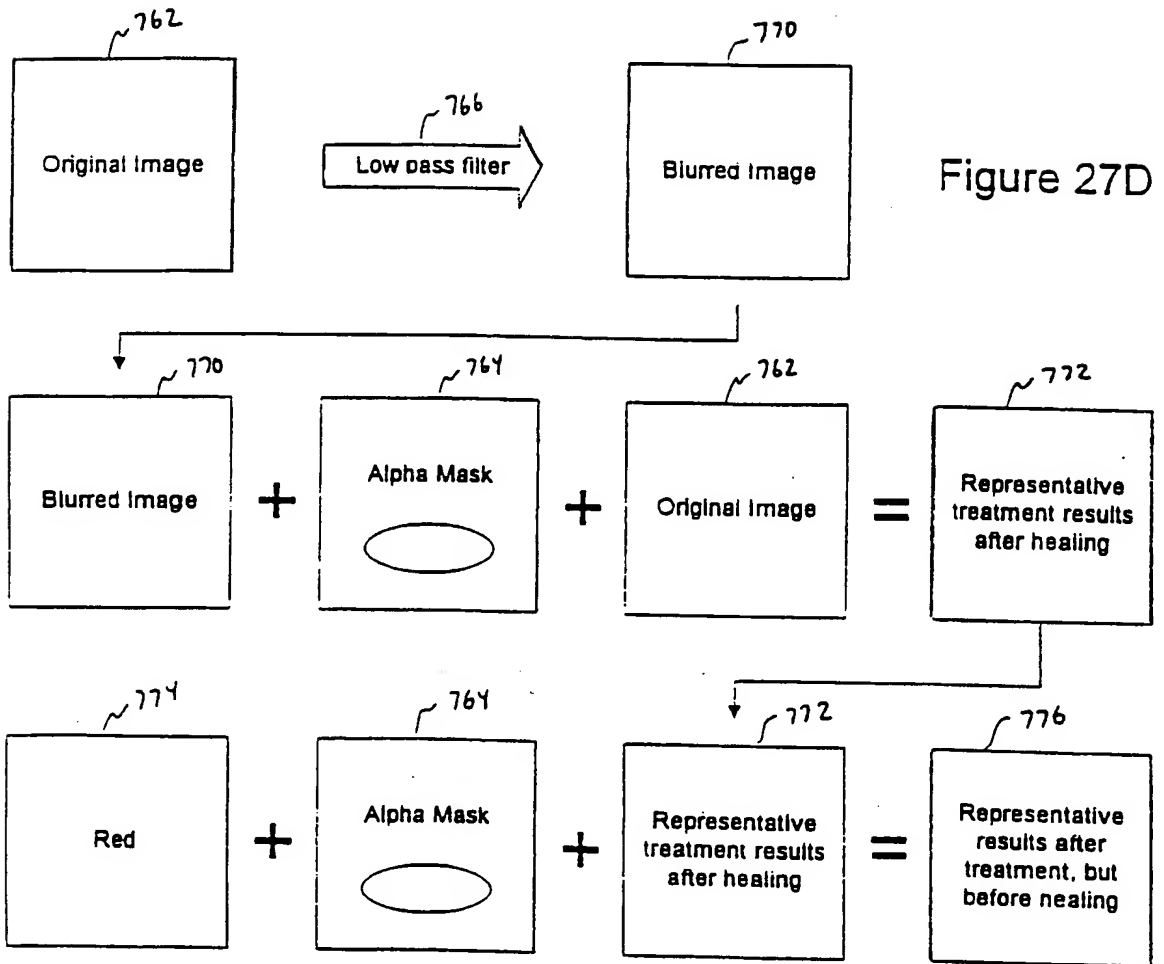 762
770
766
Original Image
Low pass filter
Blurred Image
Figure 27D
770
764
762
772
Blurred Image
+
Alpha Mask
+
Original Image
=
Representative
treatment results
after healing
774
764
772
776
Red
+
Alpha Mask
+
Representative
treatment results
after healing
=
Representative
results after
treatment, but
before nealing